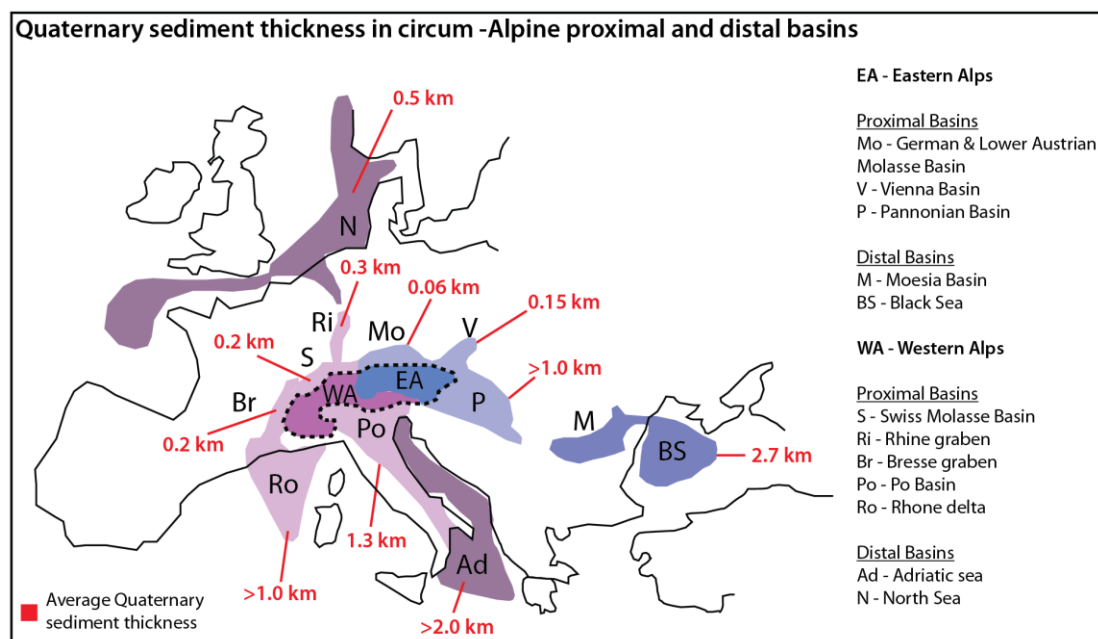 Quaternary sediment thickness in circum -Alpine proximal and distal basins
0.5 km
N
0.3 km
0.06 km
Ri
Mo
V
0.15 km
0.2 km
S
>1.0 km
EA
WA
Br
P
0.2 km
Po
M
BS
2.7 km
Ro
1.3 km
Ad
>1.0 km
>2.0 km
Average Quaternary
sediment thickness
EA - Eastern Alps
Proximal Basins
Mo - German & Lower Austrian
Molasse Basin
V - Vienna Basin
P - Pannonian Basin
Distal Basins
M - Moesia Basin
BS - Black Sea
WA - Western Alps
Proximal Basins
S - Swiss Molasse Basin
Ri - Rhine graben
Br - Bresse graben
Po - Po Basin
Ro - Rhone delta
Distal Basins
Ad - Adriatic sea
N - North Sea